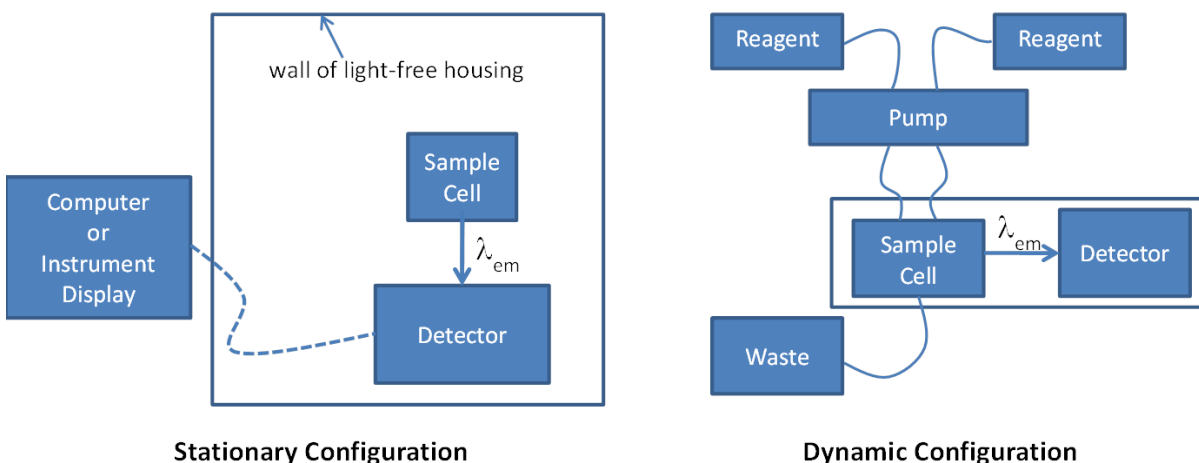 wall of light-free housing
Sample
Cell
λem
Computer
or
Instrument
Display
Detector
Stationary Configuration
Reagent
Reagent
Pump
Sample
Cell
λem
Detector
Waste
Dynamic Configuration